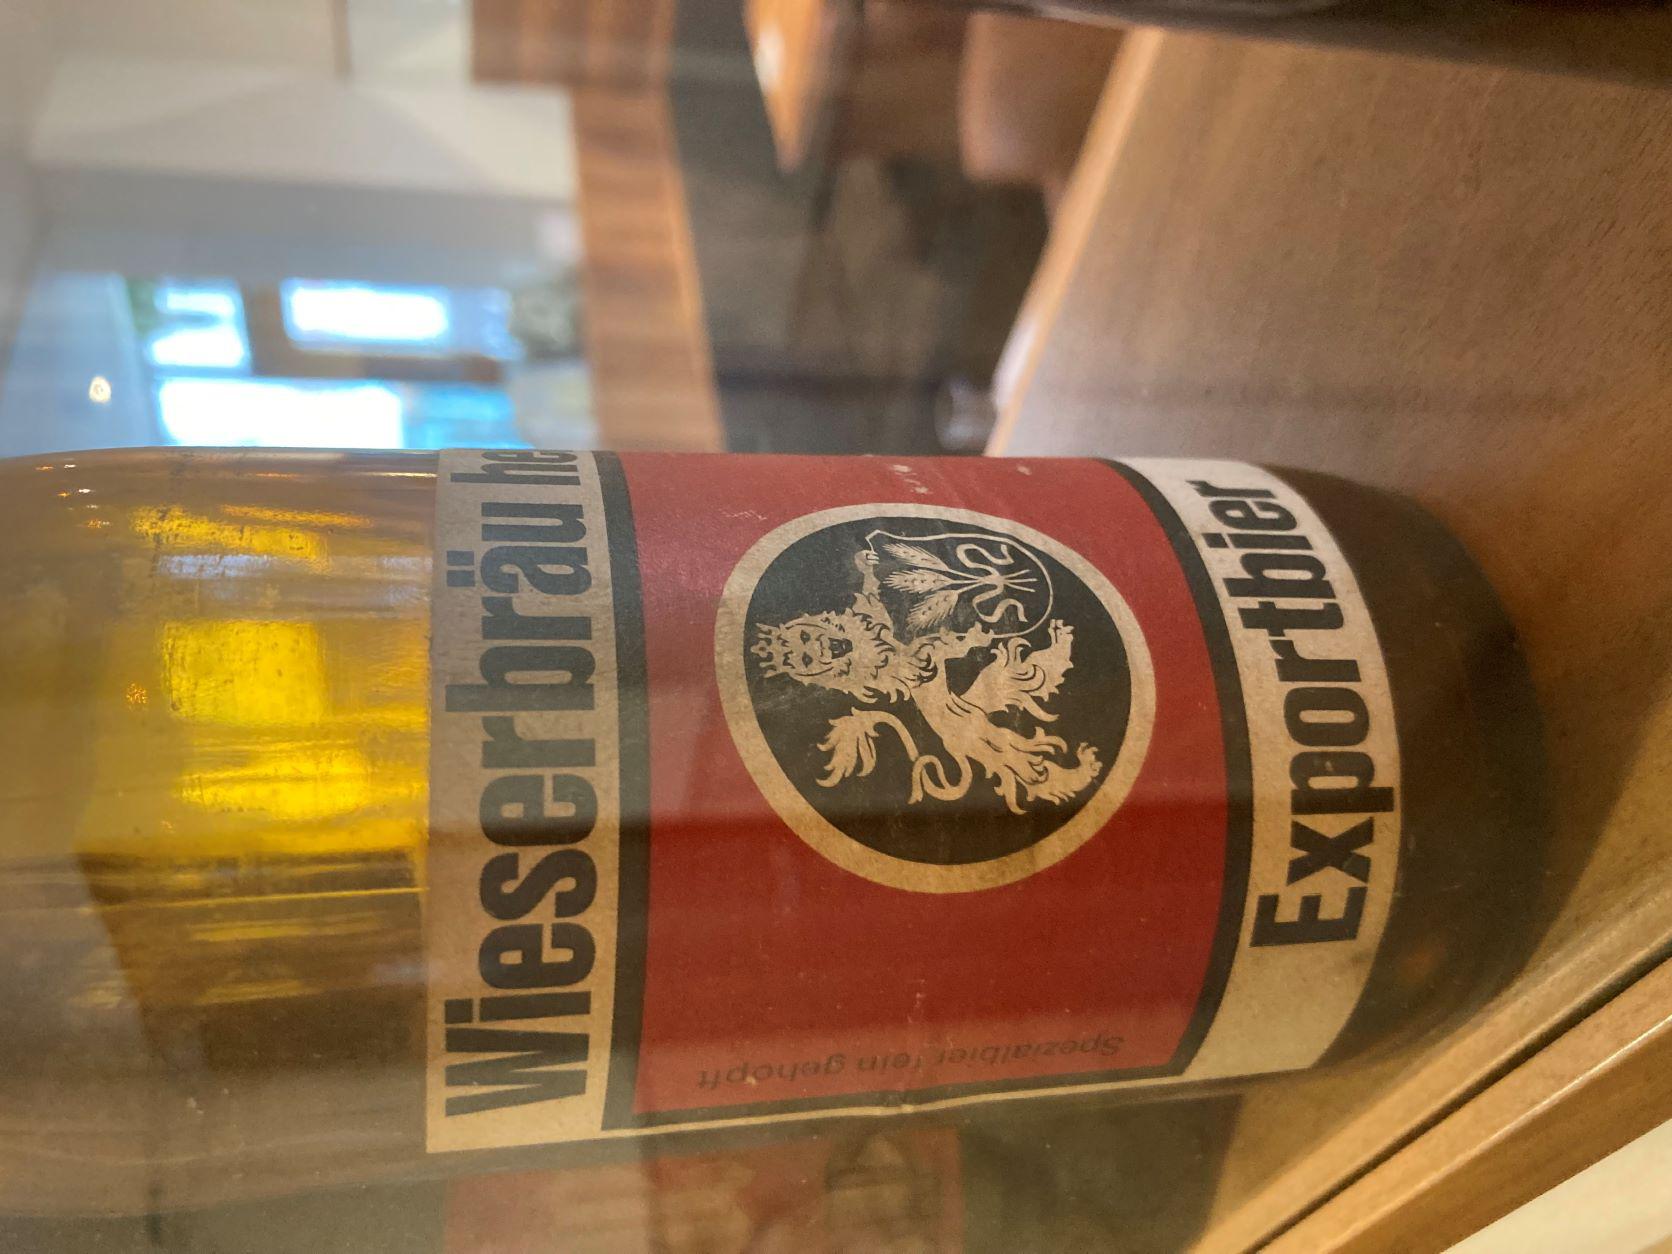 Wieserbräu he
Spezialbier fein gehopft
Exportbier